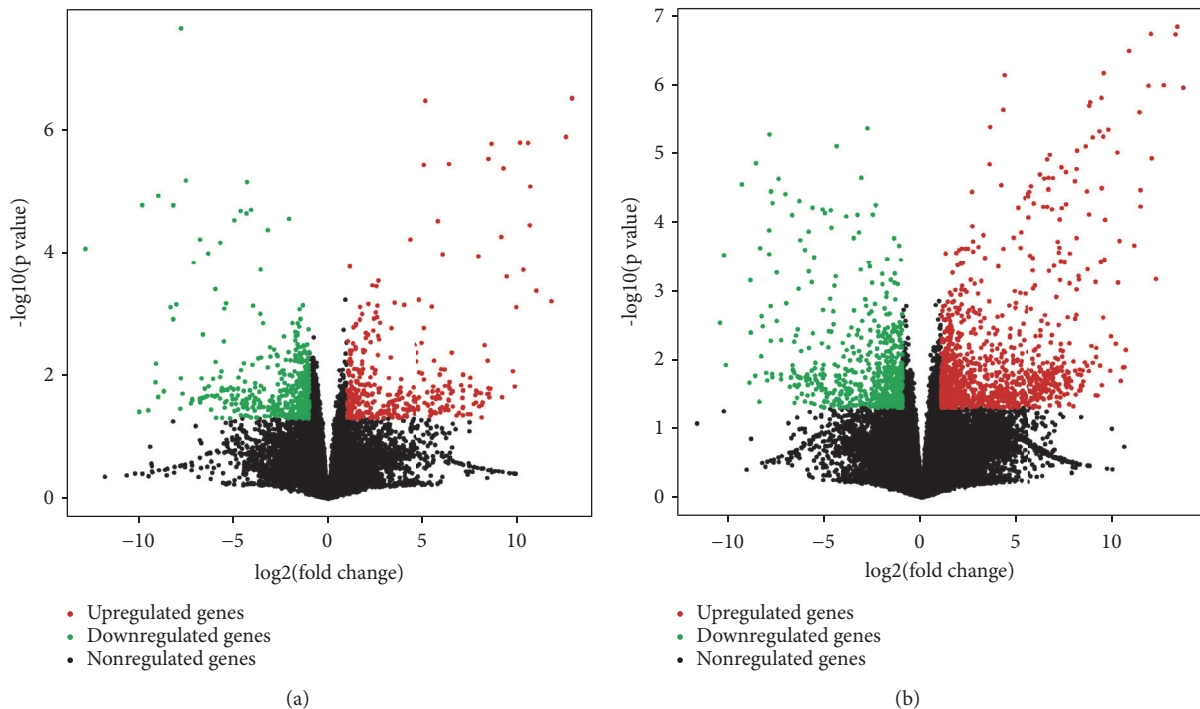 6
4
2
0
-log10(p value)
−10 −5 0 5 10
log2(fold change)
Upregulated genes
Downregulated genes
Nonregulated genes
(a)
7
6
5
4
3
2
1
0
-log10(p value)
−10 −5 0 5 10
log2(fold change)
Upregulated genes
Downregulated genes
Nonregulated genes
(b)